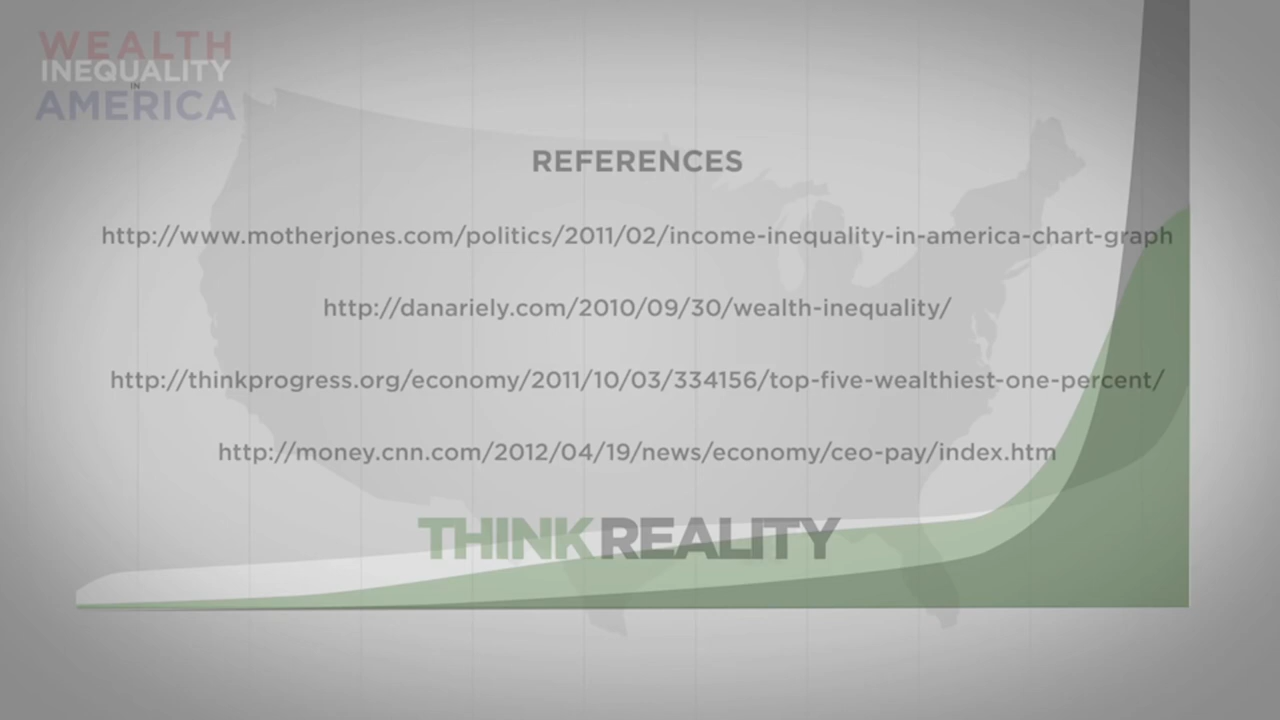 WEALTH
INEQUALITY
IN
AMERICA
REFERENCES
http://www.motherjones.com/politics/2011/02/income-inequality-in-america-chart-graph
http://danariely.com/2010/09/30/wealth-inequality/
http://thinkprogress.org/economy/2011/10/03/334156/top-five-wealthiest-one-percent/
http://money.cnn.com/2012/04/19/news/economy/ceo-pay/index.htm
THINKREALITY